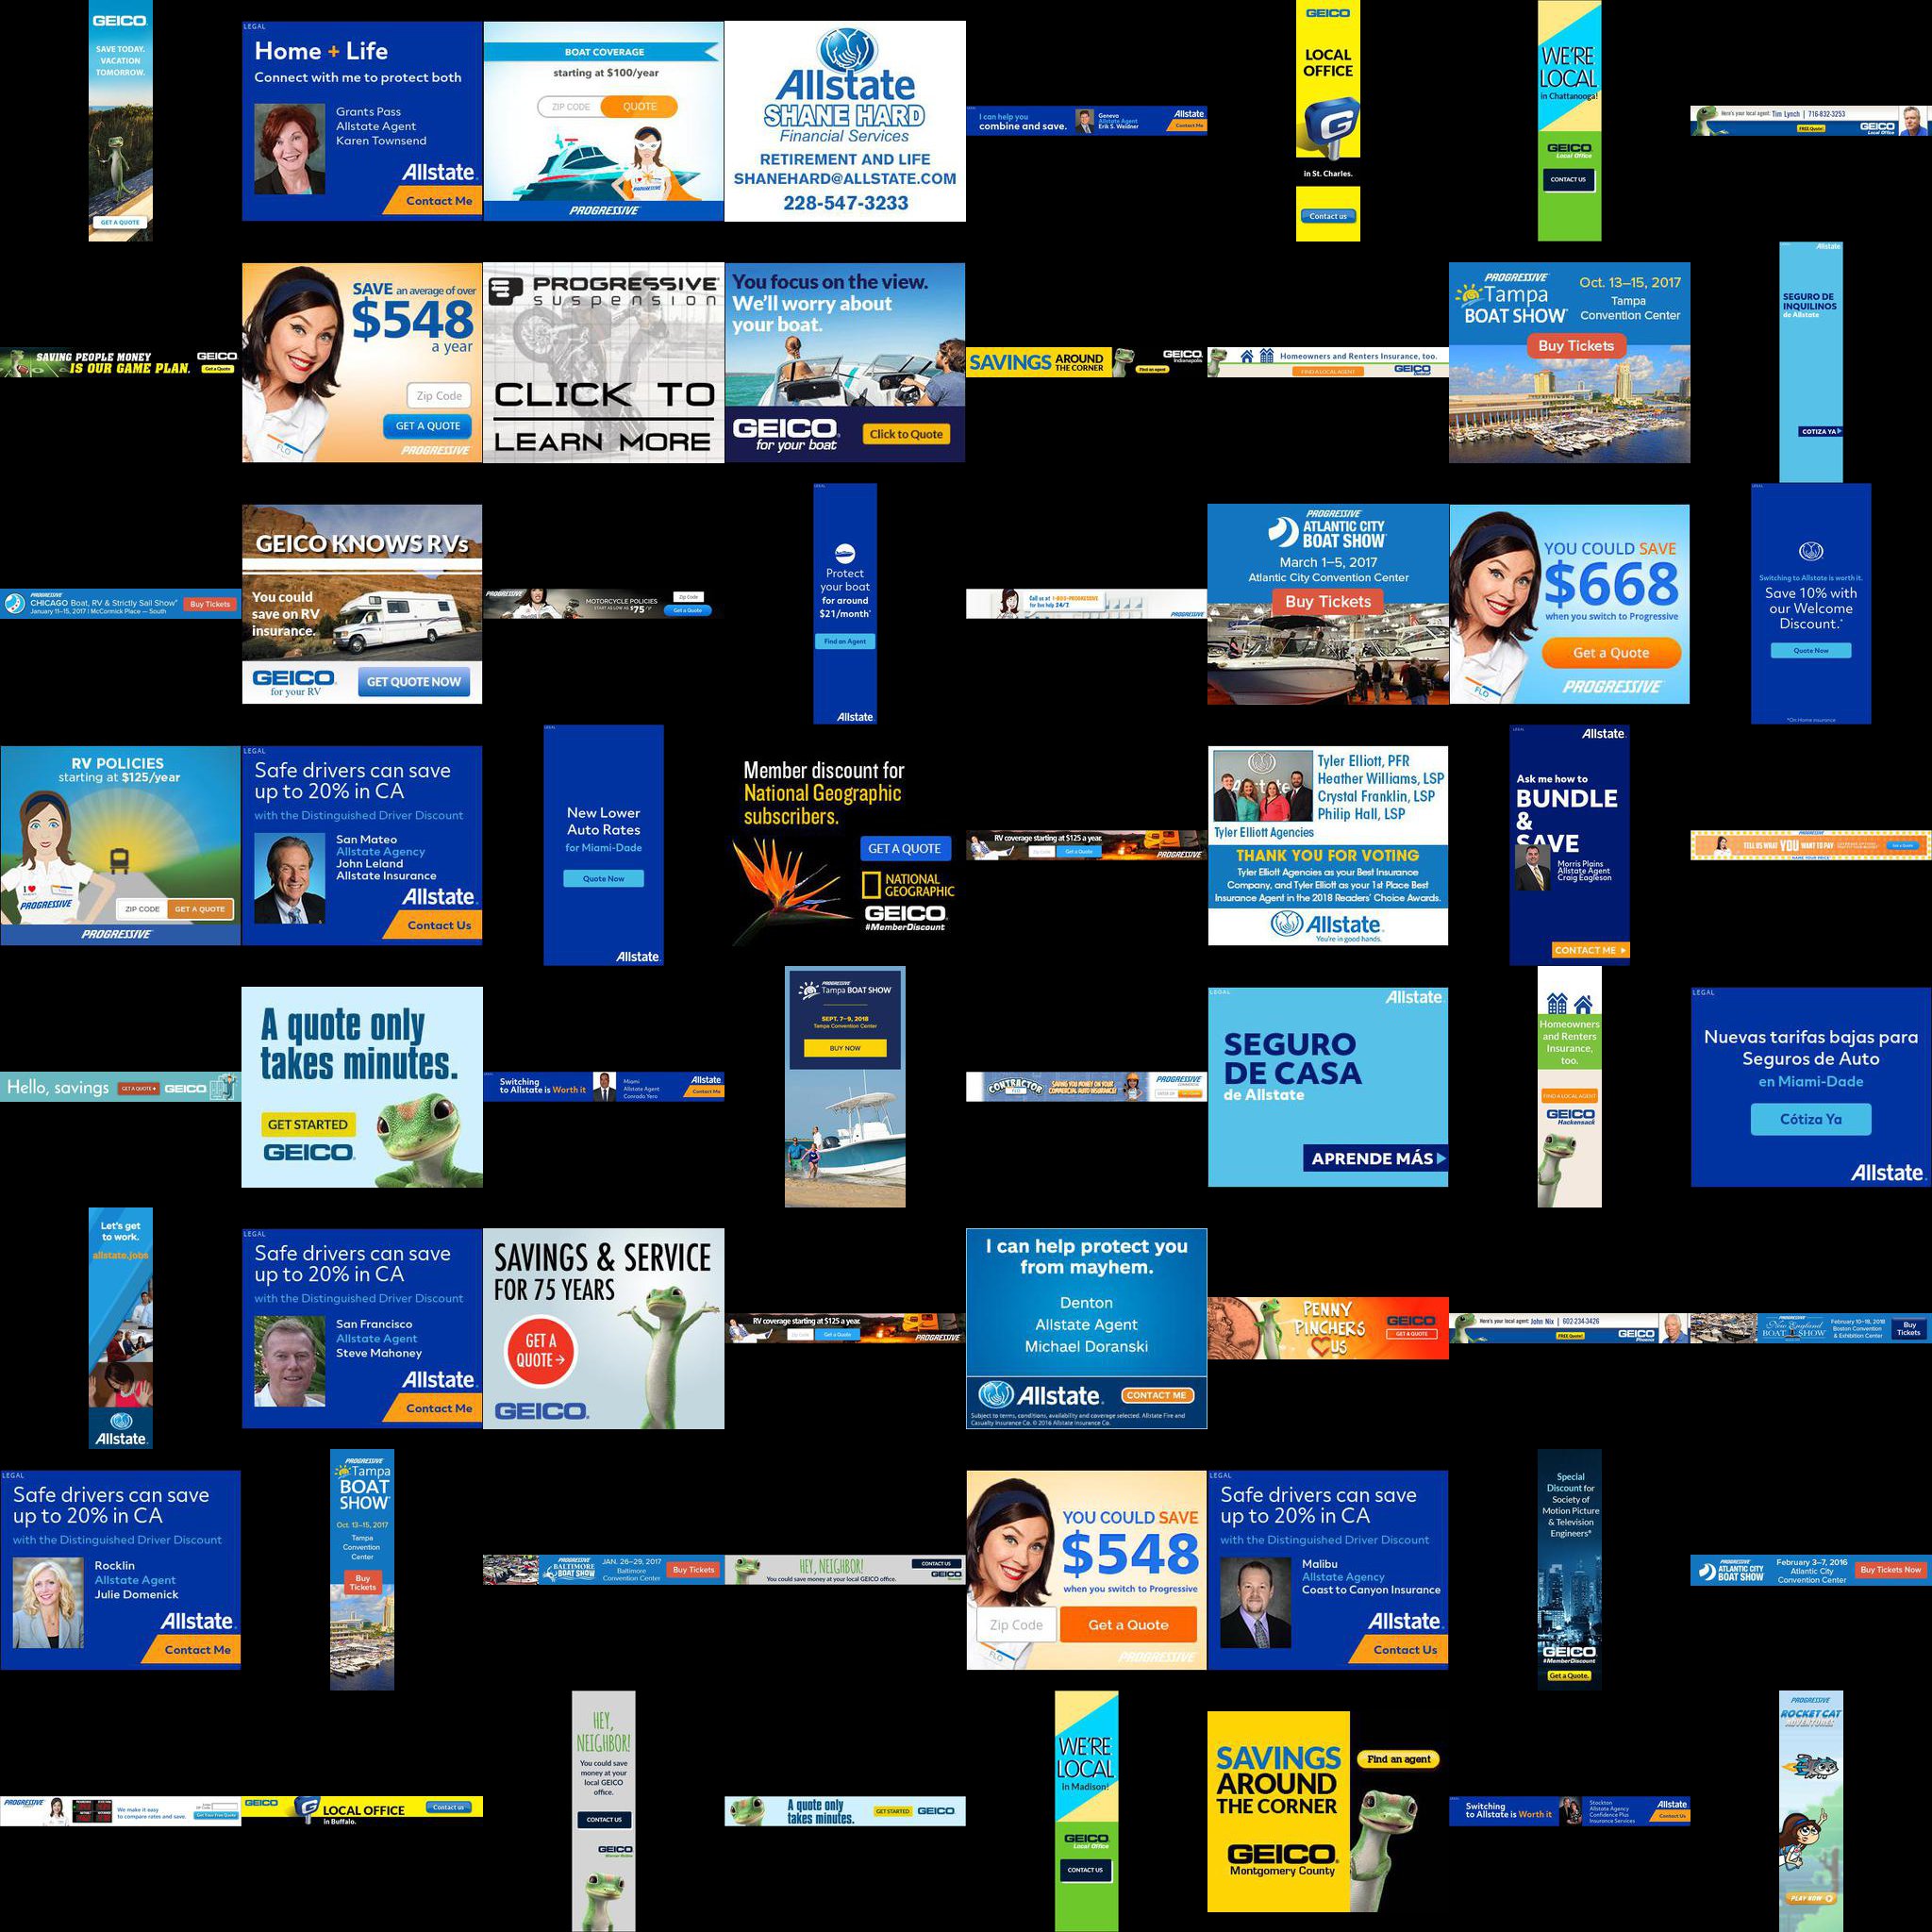 GEICO
SAVE TODAY.
VACATION
TOMORROW.
GET A QUOTE
LEGAL
Home + Life
Connect with me to protect both
Grants Pass
Allstate Agent
Karen Townsend
Allstate
Contact Me
BOAT COVERAGE
starting at $100/year
ZIP CODE
QUOTE
PROGRESSIVE
Allstate
SHANE HARD
Financial Services
RETIREMENT AND LIFE
SHANEHARD@ALLSTATE.COM
228-547-3233
I can help you
combine and save.
Geneva
Allstate Agent
Erik S. Weidner
Allstate
Contact Me
GEICO
LOCAL
OFFICE
G
in St. Charles.
Contact us
WE'RE
LOCAL
in Chattanooga!
GEICO
Local Office
CONTACT US
Here's your local agent: Tim Lynch | 716-832-3253
FREE Quote!
GEICO
Local Office
SAVING PEOPLE MONEY
IS OUR GAME PLAN.
GEICO
Get a Quote
SAVE an average of over
$548
a year
Zip Code
GET A QUOTE
FLO
PROGRESSIVE
PROGRESSIVE
suspension
CLICK TO
LEARN MORE
You focus on the view.
We'll worry about
your boat.
GEICO
for your boat
Click to Quote
SAVINGS AROUND
THE CORNER
GEICO
Indianapolis
Find an agent
Homeowners and Renters Insurance, too.
FIND A LOCAL AGENT
GEICO
PROGRESSIVE
Tampa
BOAT SHOW
Oct. 13–15, 2017
Tampa
Convention Center
Buy Tickets
Allstate
SEGURO DE
INQUILINOS
de Allstate
COTIZA YA
PROGRESSIVE
CHICAGO Boat, RV & Strictly Sail Show
January 11–15, 2017 | McCormick Place — South
Buy Tickets
GEICO KNOWS RVs
You could
save on RV
insurance.
GEICO
for your RV
GET QUOTE NOW
PROGRESSIVE
MOTORCYCLE POLICIES
START AS LOW AS $75/YR
Zip Code
Get a Quote
LEGAL
Protect
your boat
for around
$21/month*
Find an Agent
Allstate
Call us at 1-800-PROGRESSIVE
for live help 24/7
PROGRESSIVE
PROGRESSIVE
ATLANTIC CITY
BOAT SHOW
March 1–5, 2017
Atlantic City Convention Center
Buy Tickets
YOU COULD SAVE
$668
when you switch to Progressive
Get a Quote
FLO
PROGRESSIVE
LEGAL
Switching to Allstate is worth it.
Save 10% with
our Welcome
Discount.*
Quote Now
*On Home insurance
RV POLICIES
starting at $125/year
I ♥
PROGRESSIVE
ZIP CODE
GET A QUOTE
PROGRESSIVE
LEGAL
Safe drivers can save
up to 20% in CA
with the Distinguished Driver Discount
San Mateo
Allstate Agency
John Leland
Allstate Insurance
Allstate
Contact Us
New Lower
Auto Rates
for Miami-Dade
Quote Now
Allstate
Member discount for
National Geographic
subscribers.
GET A QUOTE
NATIONAL
GEOGRAPHIC
GEICO
#MemberDiscount
RV coverage starting at $125 a year.
Zip Code
Get a Quote
PROGRESSIVE
Tyler Elliott, PFR
Heather Williams, LSP
Crystal Franklin, LSP
Philip Hall, LSP
Tyler Elliott Agencies
THANK YOU FOR VOTING
Tyler Elliott Agencies as your Best Insurance
Company, and Tyler Elliott as your 1st Place Best
Insurance Agent in the 2018 Readers' Choice Awards.
Allstate
You're in good hands.
LEGAL
Allstate
Ask me how to
BUNDLE
&
SAVE
Morris Plains
Allstate Agent
Craig Eagleson
CONTACT ME
PROGRESSIVE
TELL US WHAT YOU WANT TO PAY
NAME YOUR PRICE
Hello, savings
GET A QUOTE
GEICO
A quote only
takes minutes.
GET STARTED
GEICO
Switching
to Allstate is Worth it
Miami
Allstate Agent
Conrado Yero
Allstate
Contact Me
PROGRESSIVE
Tampa BOAT SHOW
SEPT. 7–9, 2018
Tampa Convention Center
BUY NOW
CONTRACTOR
SAVING YOU MONEY ON YOUR
COMMERCIAL AUTO INSURANCE!
PROGRESSIVE
COMMERCIAL
LEGAL
Allstate
SEGURO
DE CASA
de Allstate
APRENDE MÁS
Homeowners
and Renters
Insurance,
too.
FIND A LOCAL AGENT
GEICO
Hackensack
LEGAL
Nuevas tarifas bajas para
Seguros de Auto
en Miami-Dade
Cótiza Ya
Allstate
Let's get
to work.
allstate.jobs
Allstate
LEGAL
Safe drivers can save
up to 20% in CA
with the Distinguished Driver Discount
San Francisco
Allstate Agent
Steve Mahoney
Allstate
Contact Me
SAVINGS & SERVICE
FOR 75 YEARS
GET A
QUOTE→
GEICO
RV coverage starting at $125 a year.
Zip Code
Get a Quote
PROGRESSIVE
I can help protect you
from mayhem.
Denton
Allstate Agent
Michael Doranski
Allstate
CONTACT ME
Subject to terms, conditions, availability and coverage selected. Allstate Fire and
Casualty Insurance Co. © 2016 Allstate Insurance Co.
PENNY
PINCHERS
♥ US
GEICO
GET A QUOTE
Here's your local agent: John Nix | 602-234-3426
FREE Quote!
GEICO
Phoenix
PROGRESSIVE
New England
BOAT SHOW
February 10–18, 2018
Boston Convention
& Exhibition Center
Buy
Tickets
LEGAL
Safe drivers can save
up to 20% in CA
with the Distinguished Driver Discount
Rocklin
Allstate Agent
Julie Domenick
Allstate
Contact Me
PROGRESSIVE
Tampa
BOAT
SHOW
Oct. 13–15, 2017
Tampa
Convention
Center
Buy
Tickets
PROGRESSIVE
BALTIMORE
BOAT SHOW
JAN. 26–29, 2017
Baltimore
Convention Center
Buy Tickets
HEY, NEIGHBOR!
You could save money at your local GEICO office.
CONTACT US
GEICO
YOU COULD SAVE
$548
when you switch to Progressive
Zip Code
Get a Quote
FLO
PROGRESSIVE
LEGAL
Safe drivers can save
up to 20% in CA
with the Distinguished Driver Discount
Malibu
Allstate Agency
Coast to Canyon Insurance
Allstate
Contact Us
Special
Discount for
Society of
Motion Picture
& Television
Engineers*
GEICO
#MemberDiscount
Get a Quote.
PROGRESSIVE
ATLANTIC CITY
BOAT SHOW
February 3–7, 2016
Atlantic City
Convention Center
Buy Tickets Now
PROGRESSIVE
We make it easy
to compare rates and save.
Get Your Free Quote
GEICO
G
LOCAL OFFICE
in Buffalo.
Contact us
HEY,
NEIGHBOR!
You could save
money at your
local GEICO
office.
CONTACT US
GEICO
A quote only
takes minutes.
GET STARTED
GEICO
WE'RE
LOCAL
in Madison!
GEICO
Local Office
CONTACT US
SAVINGS
AROUND
THE CORNER
Find an agent
GEICO
Montgomery County
Switching
to Allstate is Worth it
Stockton
Allstate Agency
Confidence Plus
Insurance Services
Allstate
Contact Us
PROGRESSIVE
ROCKET CAT
ADVENTURES
PLAY NOW